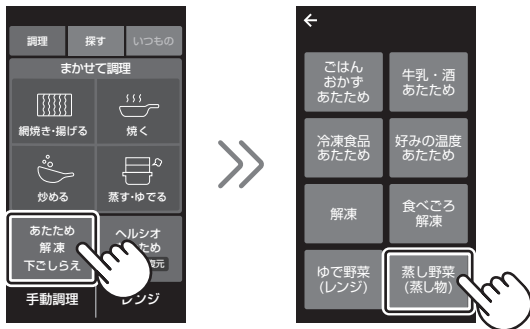 調理
探す
いつもの
まかせて調理
網焼き・揚げる
焼く
炒める
蒸す・ゆでる
あたため
解凍
下ごしらえ
ヘルシオ
ため
元
手動調理
レンジ
ごはん
おかず
あたため
牛乳・酒
あたため
冷凍食品
あたため
好みの温度
あたため
解凍
食べごろ
解凍
ゆで野菜
(レンジ)
蒸し野菜
(蒸し物)